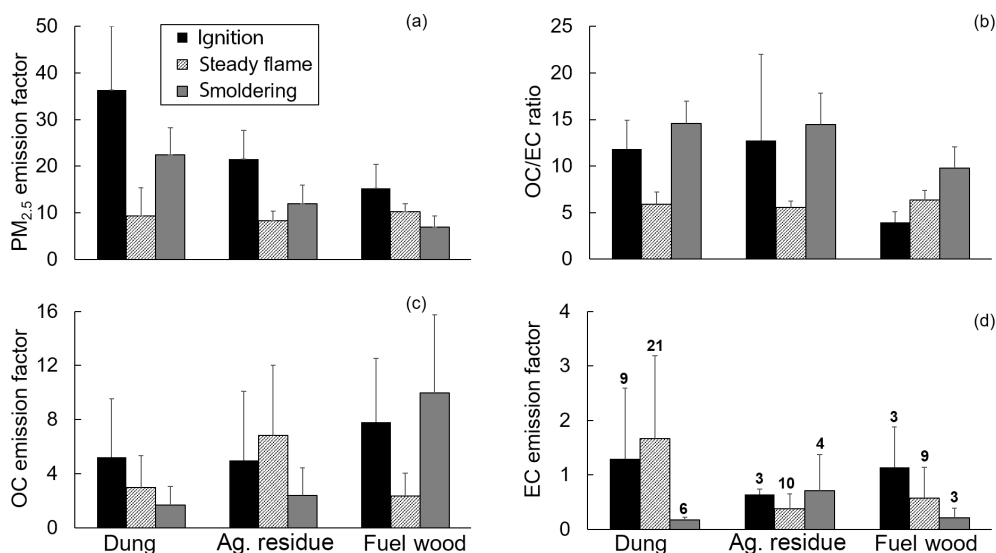 (a)
PM2.5 emission factor
50
40
30
20
10
0
Ignition
Steady flame
Smoldering
(b)
OC/EC ratio
25
20
15
10
5
0
(c)
OC emission factor
16
12
8
4
0
Dung
Ag. residue
Fuel wood
(d)
EC emission factor
4
3
2
1
0
9
21
6
3
10
4
3
9
3
Dung
Ag. residue
Fuel wood